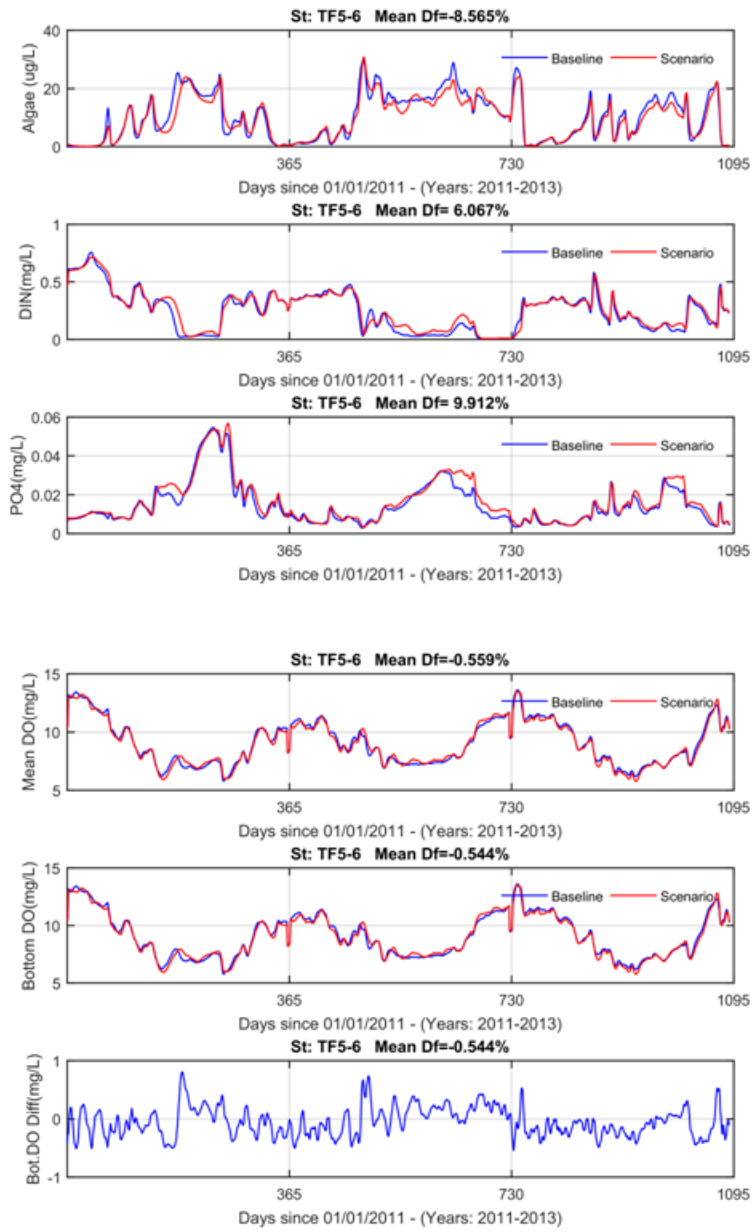 St: TF5-6 Mean Df=-8.565%
40
20
0
Algae (ug/L)
Baseline Scenario
365 730 1095
Days since 01/01/2011 - (Years: 2011-2013)
St: TF5-6 Mean Df= 6.067%
1
0.5
0
DIN(mg/L)
Baseline Scenario
365 730 1095
Days since 01/01/2011 - (Years: 2011-2013)
St: TF5-6 Mean Df= 9.912%
0.06
0.04
0.02
0
PO4(mg/L)
Baseline Scenario
365 730 1095
Days since 01/01/2011 - (Years: 2011-2013)
St: TF5-6 Mean Df=-0.559%
15
10
5
Mean DO(mg/L)
Baseline Scenario
365 730 1095
Days since 01/01/2011 - (Years: 2011-2013)
St: TF5-6 Mean Df=-0.544%
15
10
5
Bottom DO(mg/L)
Baseline Scenario
365 730 1095
Days since 01/01/2011 - (Years: 2011-2013)
St: TF5-6 Mean Df=-0.544%
1
0
-1
Bot.DO Diff(mg/L)
365 730 1095
Days since 01/01/2011 - (Years: 2011-2013)